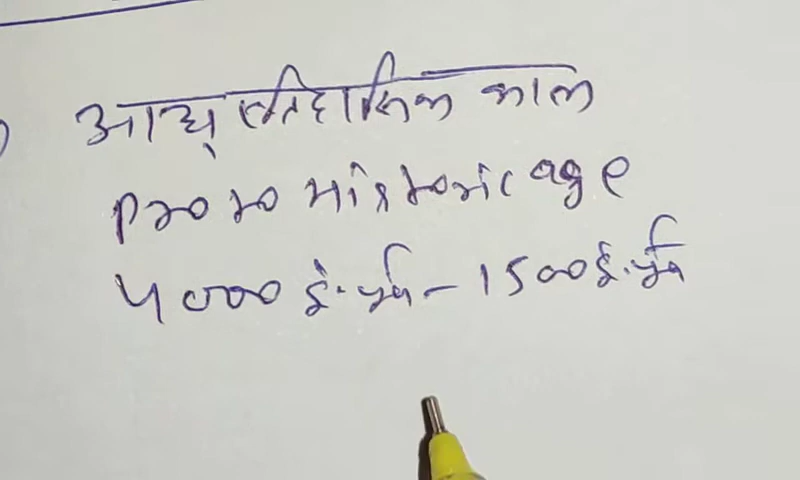 आद्य ऐतिहासिक काल
Proto Historic age
4000 ई.पूर्व - 1500 ई.पूर्व